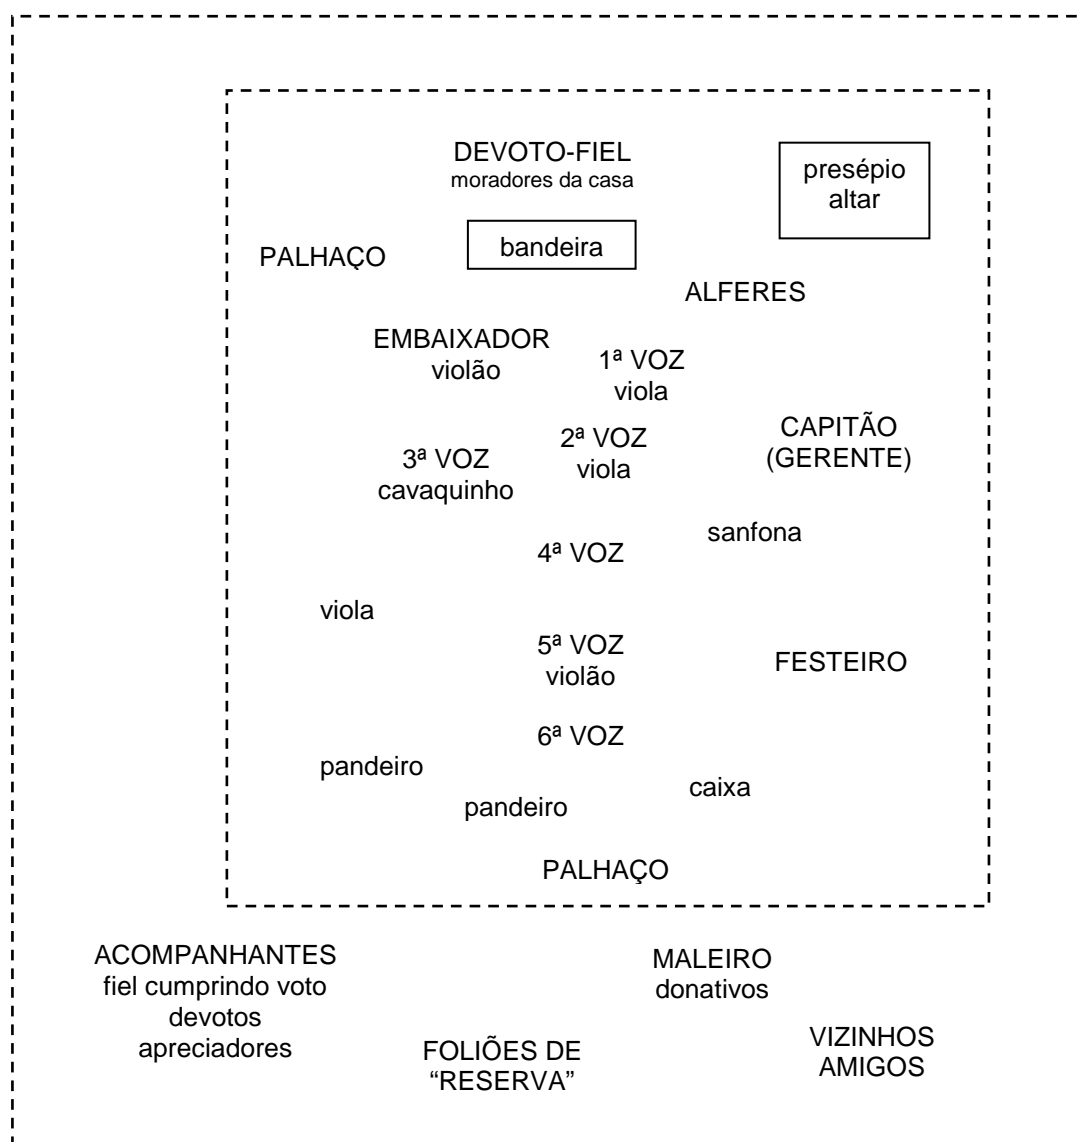 DEVOTO-FIEL
moradores da casa
presépio
altar
bandeira
PALHAÇO
ALFERES
EMBAIXADOR
violão
1ª VOZ
viola
CAPITÃO
(GERENTE)
2ª VOZ
viola
3ª VOZ
cavaquinho
sanfona
4ª VOZ
viola
5ª VOZ
violão
FESTEIRO
6ª VOZ
pandeiro
caixa
pandeiro
PALHAÇO
ACOMPANHANTES
fiel cumprindo voto
devotos
apreciadores
MALEIRO
donativos
FOLIÕES DE
“RESERVA”
VIZINHOS
AMIGOS